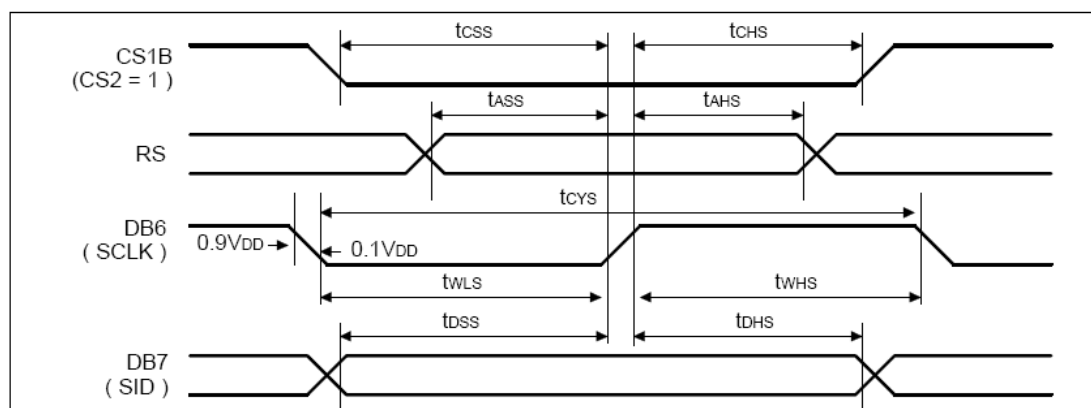 tCSS tCHS
CS1B
(CS2 = 1 )
tASS tAHS
RS
tCYS
DB6
( SCLK )
0.9VDD 0.1VDD
tWLS tWHS
tDSS tDHS
DB7
( SID )